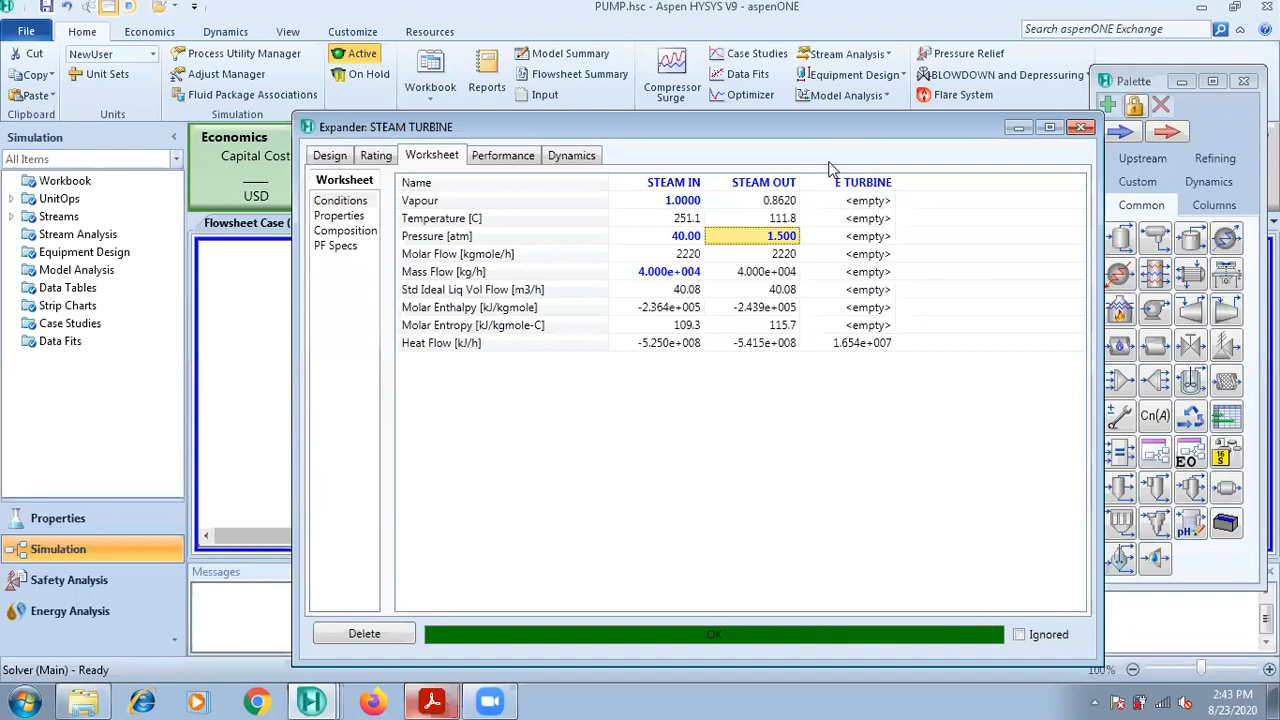 PUMP.hsc - Aspen HYSYS V9 - aspenONE
File Home Economics Dynamics View Customize Resources Search aspenONE Exchange
Cut NewUser Process Utility Manager Active Model Summary Case Studies Stream Analysis Pressure Relief
Copy Unit Sets Adjust Manager On Hold Workbook Reports Flowsheet Summary Compressor Surge Data Fits Equipment Design BLOWDOWN and Depressuring
Paste Fluid Package Associations Input Optimizer Model Analysis Flare System
Clipboard Units Simulation
Palette
Simulation
All Items
Workbook
UnitOps
Streams
Stream Analysis
Equipment Design
Model Analysis
Data Tables
Strip Charts
Case Studies
Data Fits
Properties
Simulation
Safety Analysis
Energy Analysis
Economics
Capital Cost
USD
Flowsheet Case (
Messages
Expander: STEAM TURBINE
Design Rating Worksheet Performance Dynamics
Worksheet
Conditions
Properties
Composition
PF Specs
Name STEAM IN STEAM OUT E TURBINE
Vapour 1.0000 0.8620 <empty>
Temperature [C] 251.1 111.8 <empty>
Pressure [atm] 40.00 1.500 <empty>
Molar Flow [kgmole/h] 2220 2220 <empty>
Mass Flow [kg/h] 4.000e+004 4.000e+004 <empty>
Std Ideal Liq Vol Flow [m3/h] 40.08 40.08 <empty>
Molar Enthalpy [kJ/kgmole] -2.364e+005 -2.439e+005 <empty>
Molar Entropy [kJ/kgmole-C] 109.3 115.7 <empty>
Heat Flow [kJ/h] -5.250e+008 -5.415e+008 1.654e+007
Delete OK Ignored
Upstream Refining
Custom Dynamics
Common Columns
Cn(A)
EO
16
S
pH
Solver (Main) - Ready 100%
2:43 PM
8/23/2020